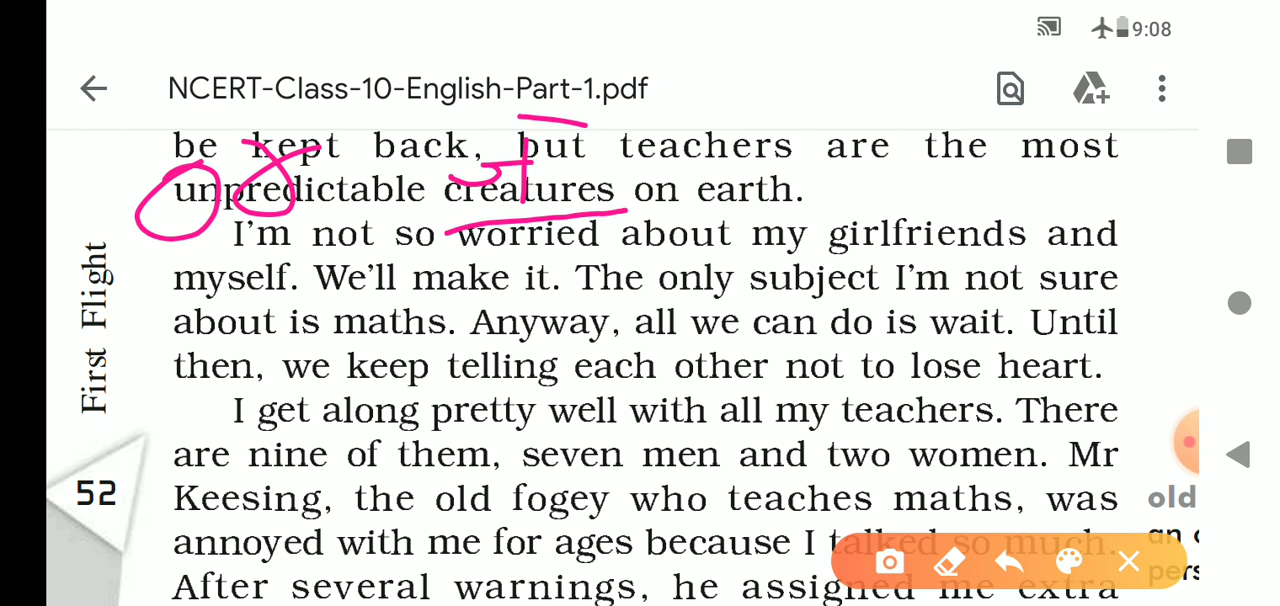 9:08
NCERT-Class-10-English-Part-1.pdf
be kept back, but teachers are the most
unpredictable creatures on earth.
I'm not so worried about my girlfriends and
myself. We'll make it. The only subject I'm not sure
about is maths. Anyway, all we can do is wait. Until
then, we keep telling each other not to lose heart.
I get along pretty well with all my teachers. There
are nine of them, seven men and two women. Mr
Keesing, the old fogey who teaches maths, was
annoyed with me for ages because I talked so much.
After several warnings, he assigned me extra
First Flight
52
old
an
pers